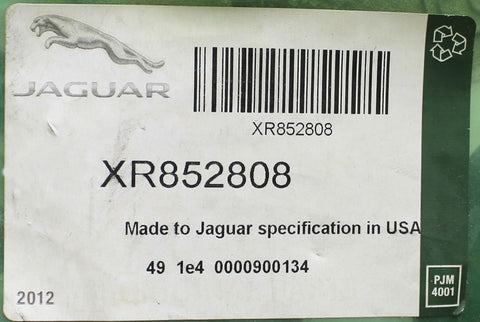 JAGUAR
XR852808
XR852808
Made to Jaguar specification in USA
49 1e4 0000900134
2012
PJM
4001